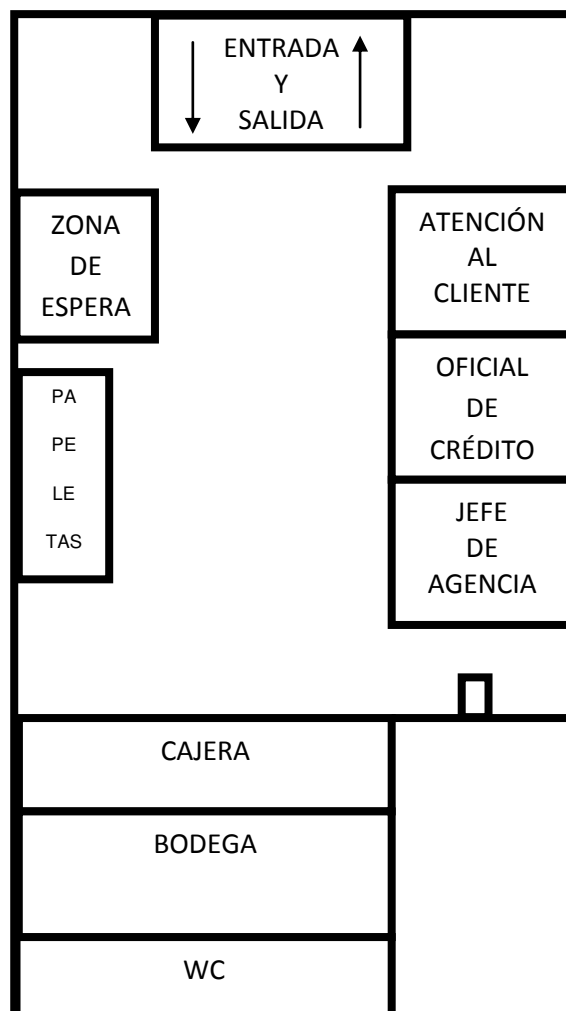 ENTRADA
Y
SALIDA
ZONA
DE
ESPERA
ATENCIÓN
AL
CLIENTE
PA
PE
LE
TAS
OFICIAL
DE
CRÉDITO
JEFE
DE
AGENCIA
CAJERA
BODEGA
WC